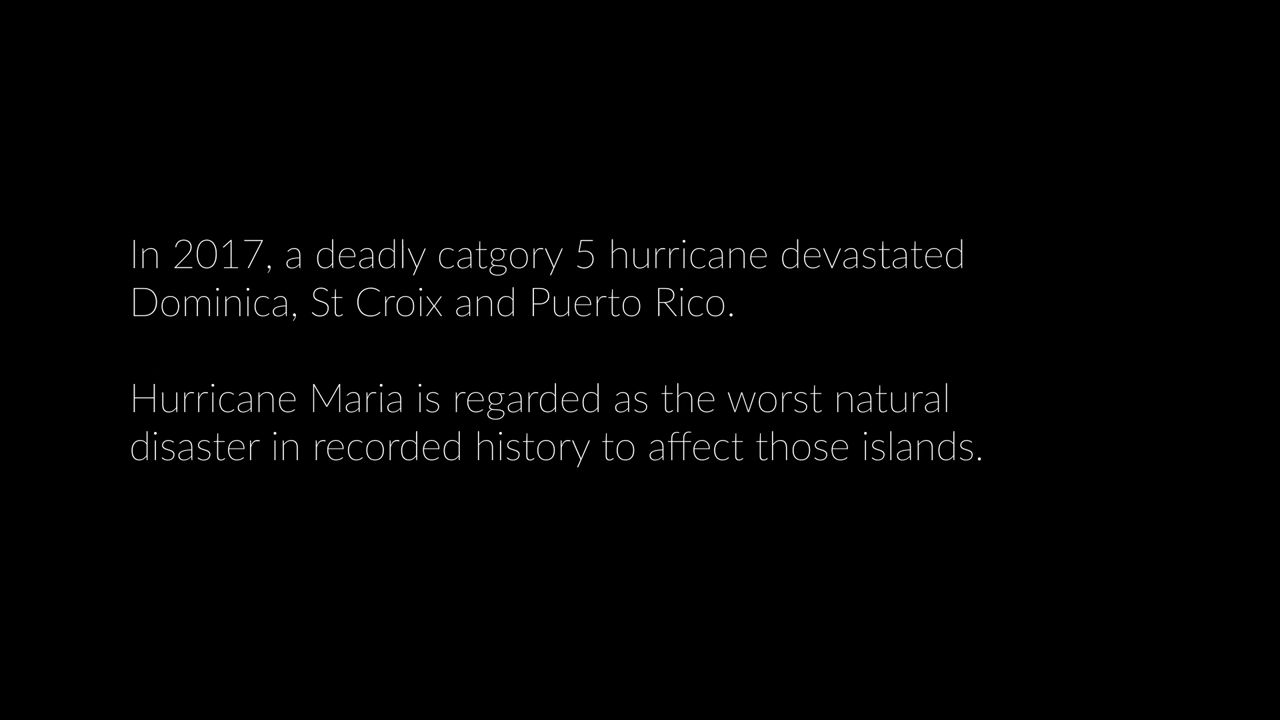 In 2017, a deadly catgory 5 hurricane devastated
Dominica, St Croix and Puerto Rico.
Hurricane Maria is regarded as the worst natural
disaster in recorded history to affect those islands.